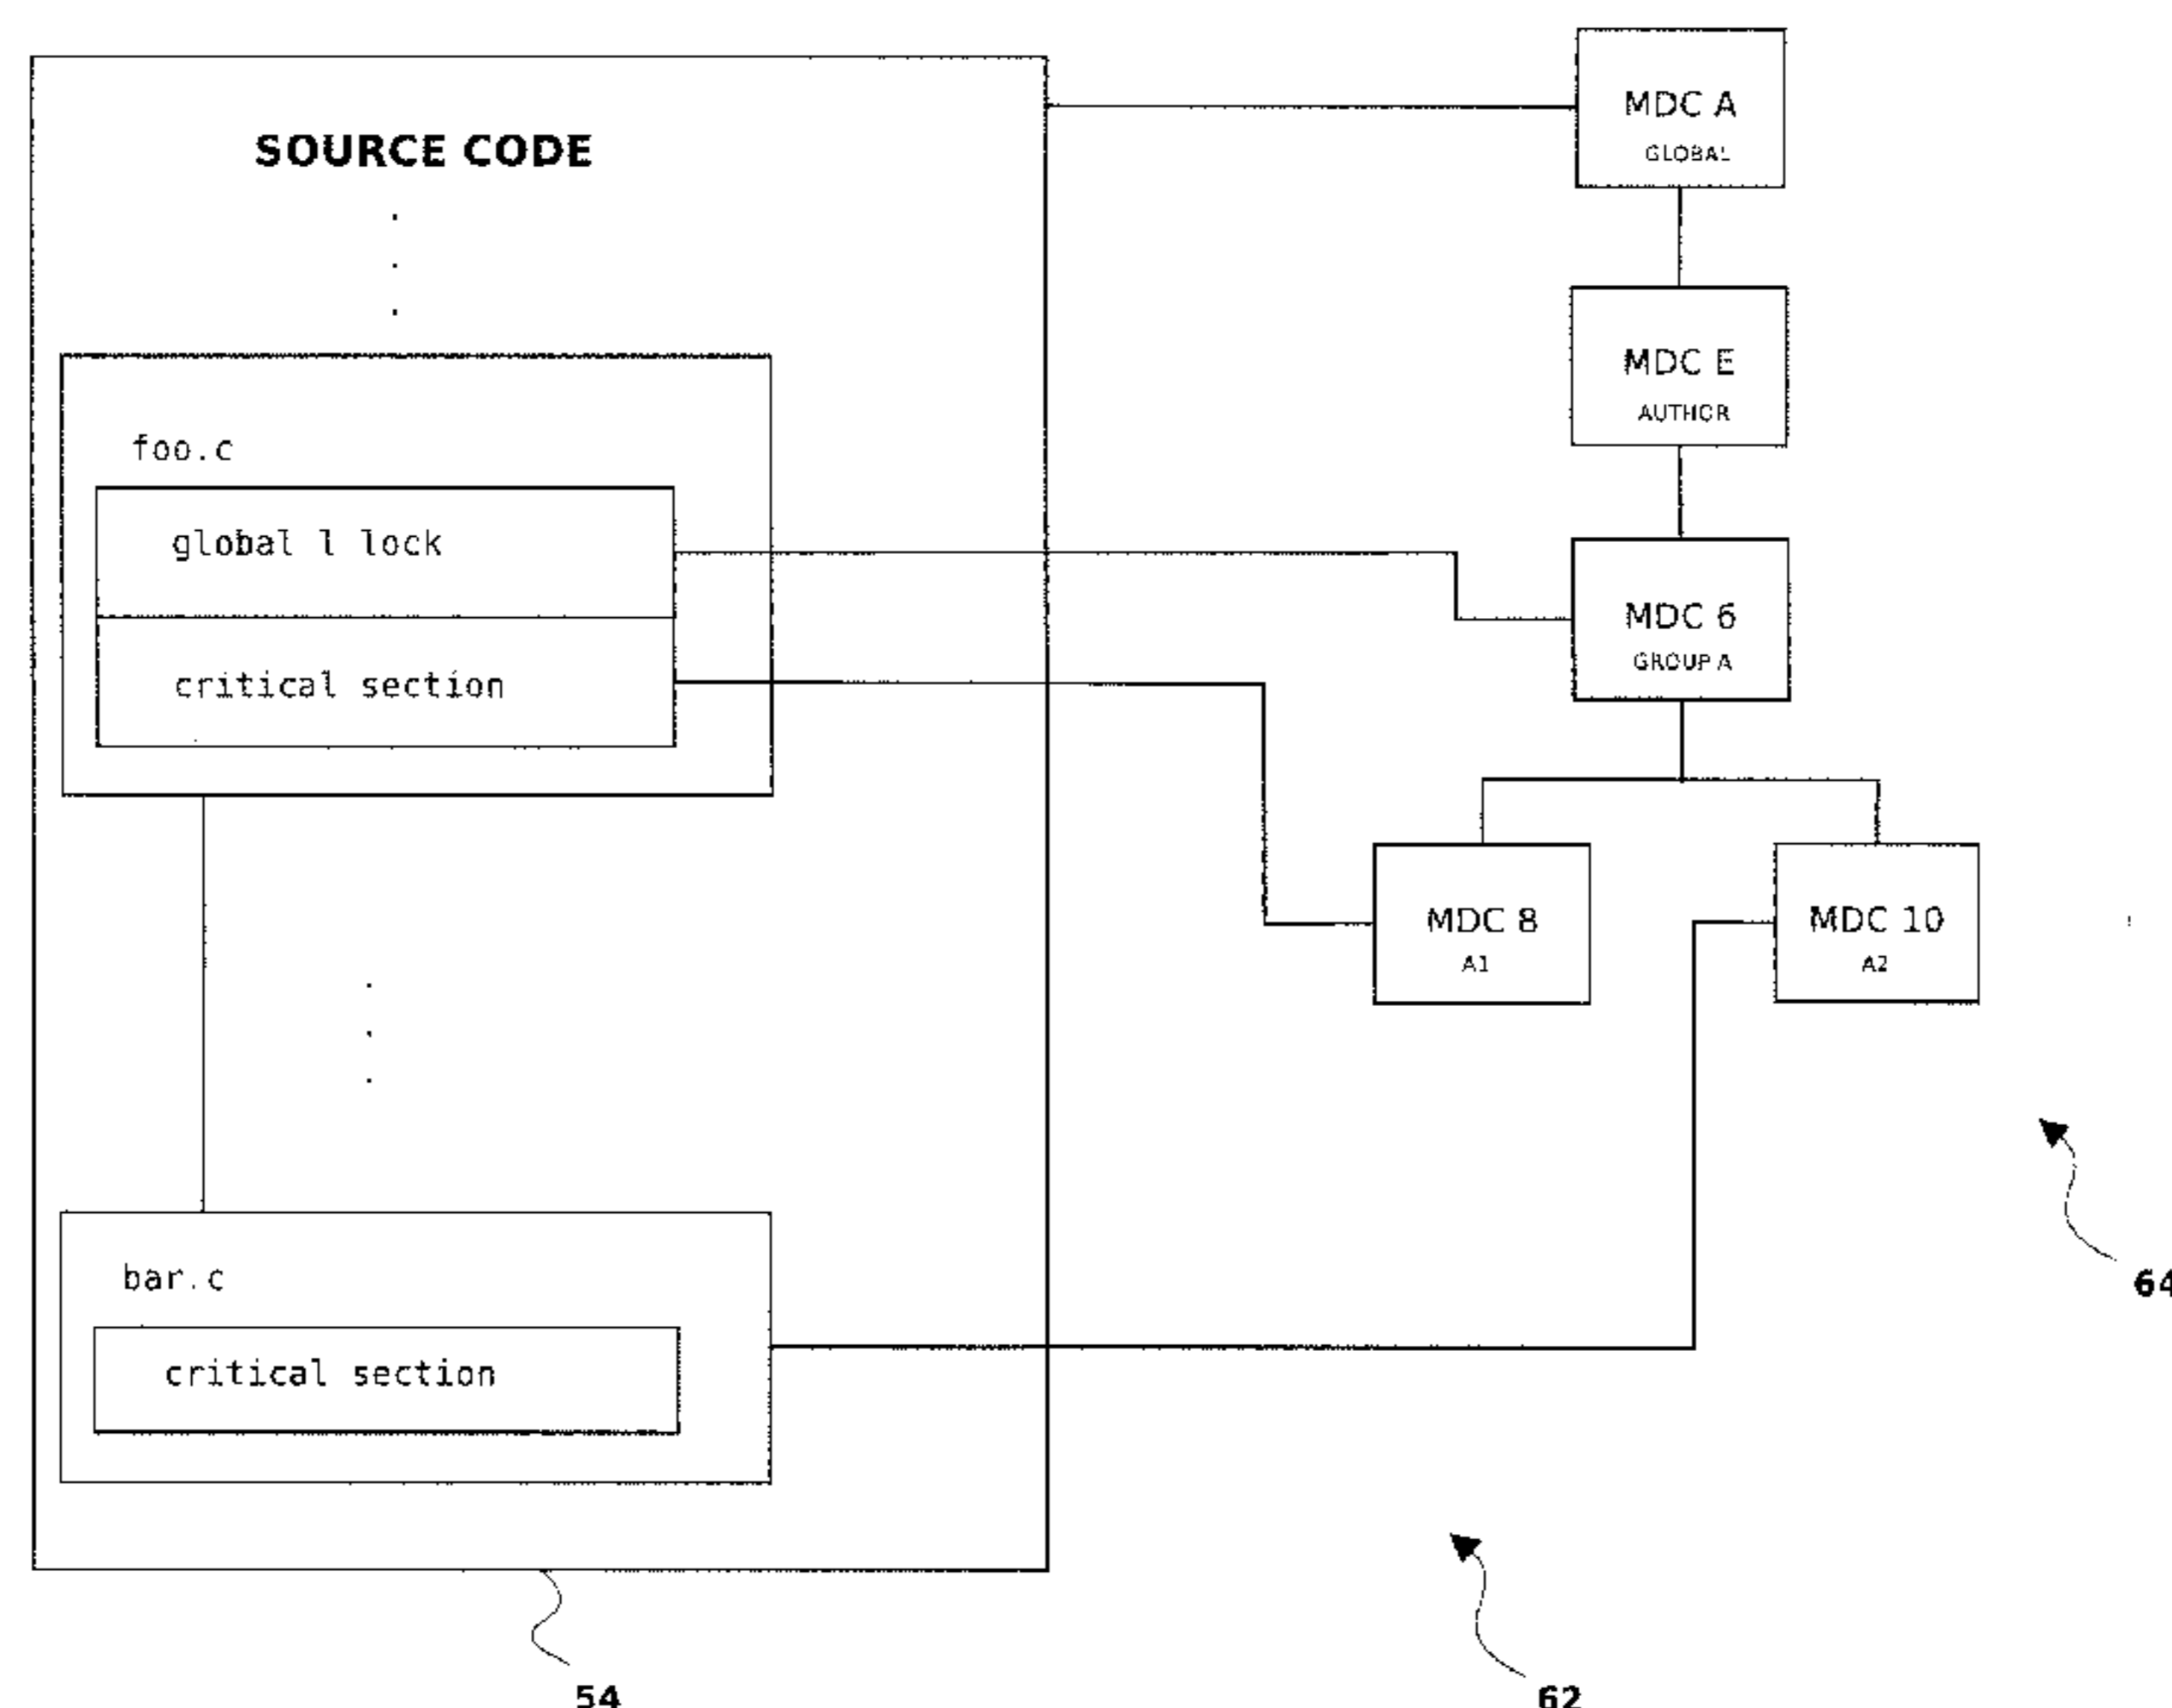 SOURCE CODE
foo.c
global l lock
critical section
bar.c
critical section
MDC A
GLOBAL
MDC E
AUTHOR
MDC 6
GROUP A
MDC 8
A1
MDC 10
A2
64
62
54